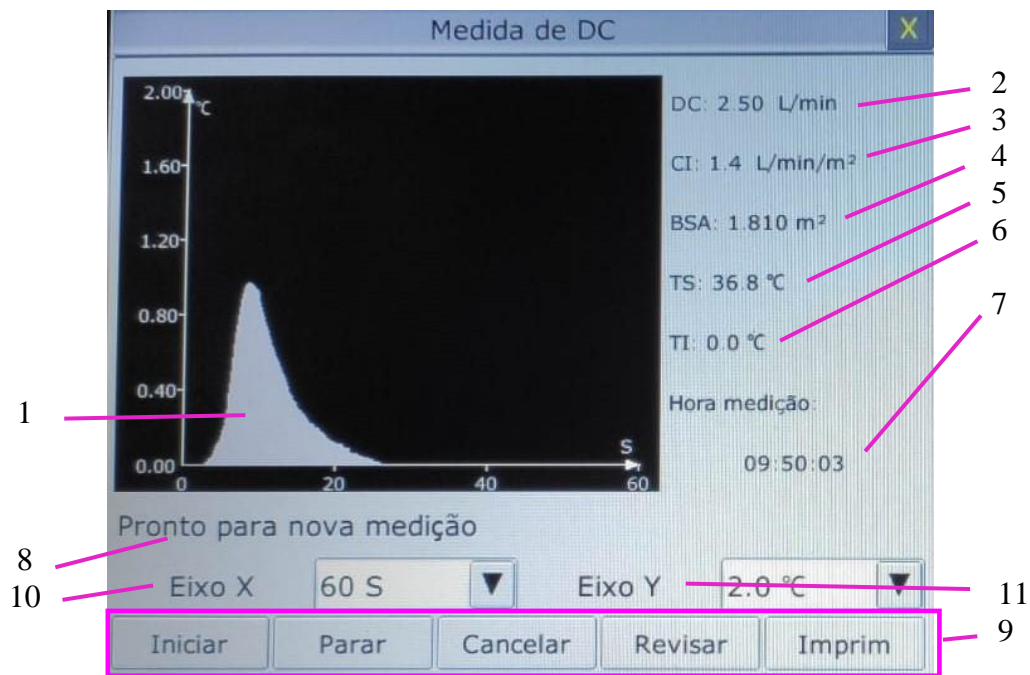 Medida de DC
X
2.00
℃
1.60
1.20
0.80
0.40
0.00
0
20
40
60
S
DC: 2.50 L/min
CI: 1.4 L/min/m²
BSA: 1.810 m²
TS: 36.8 ℃
TI: 0.0 ℃
Hora medição:
09:50:03
Pronto para nova medição
Eixo X 60 S Eixo Y 2.0 ℃
Iniciar Parar Cancelar Revisar Imprim
1
2
3
4
5
6
7
8
10
11
9